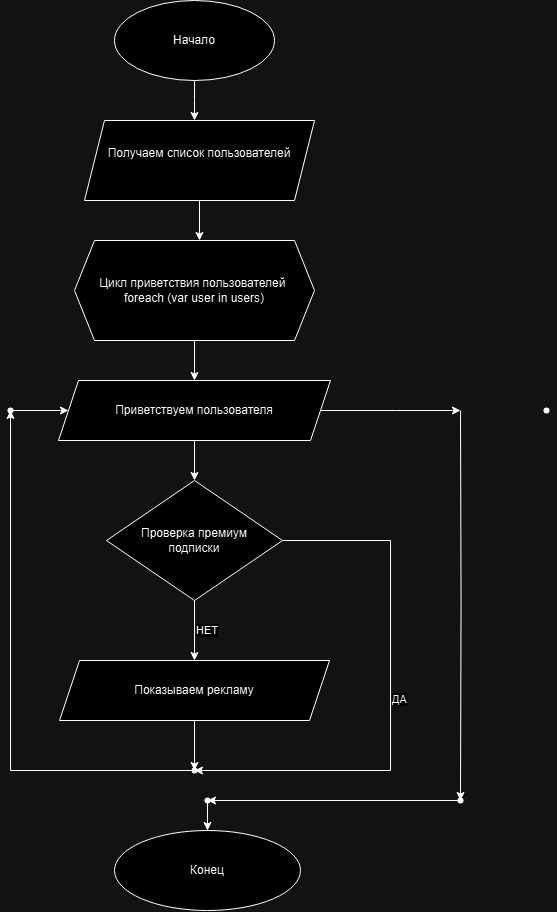 Начало
Получаем список пользователей
Цикл приветствия пользователей
foreach (var user in users)
Приветствуем пользователя
Проверка премиум
подписки
НЕТ
Показываем рекламу
ДА
Конец